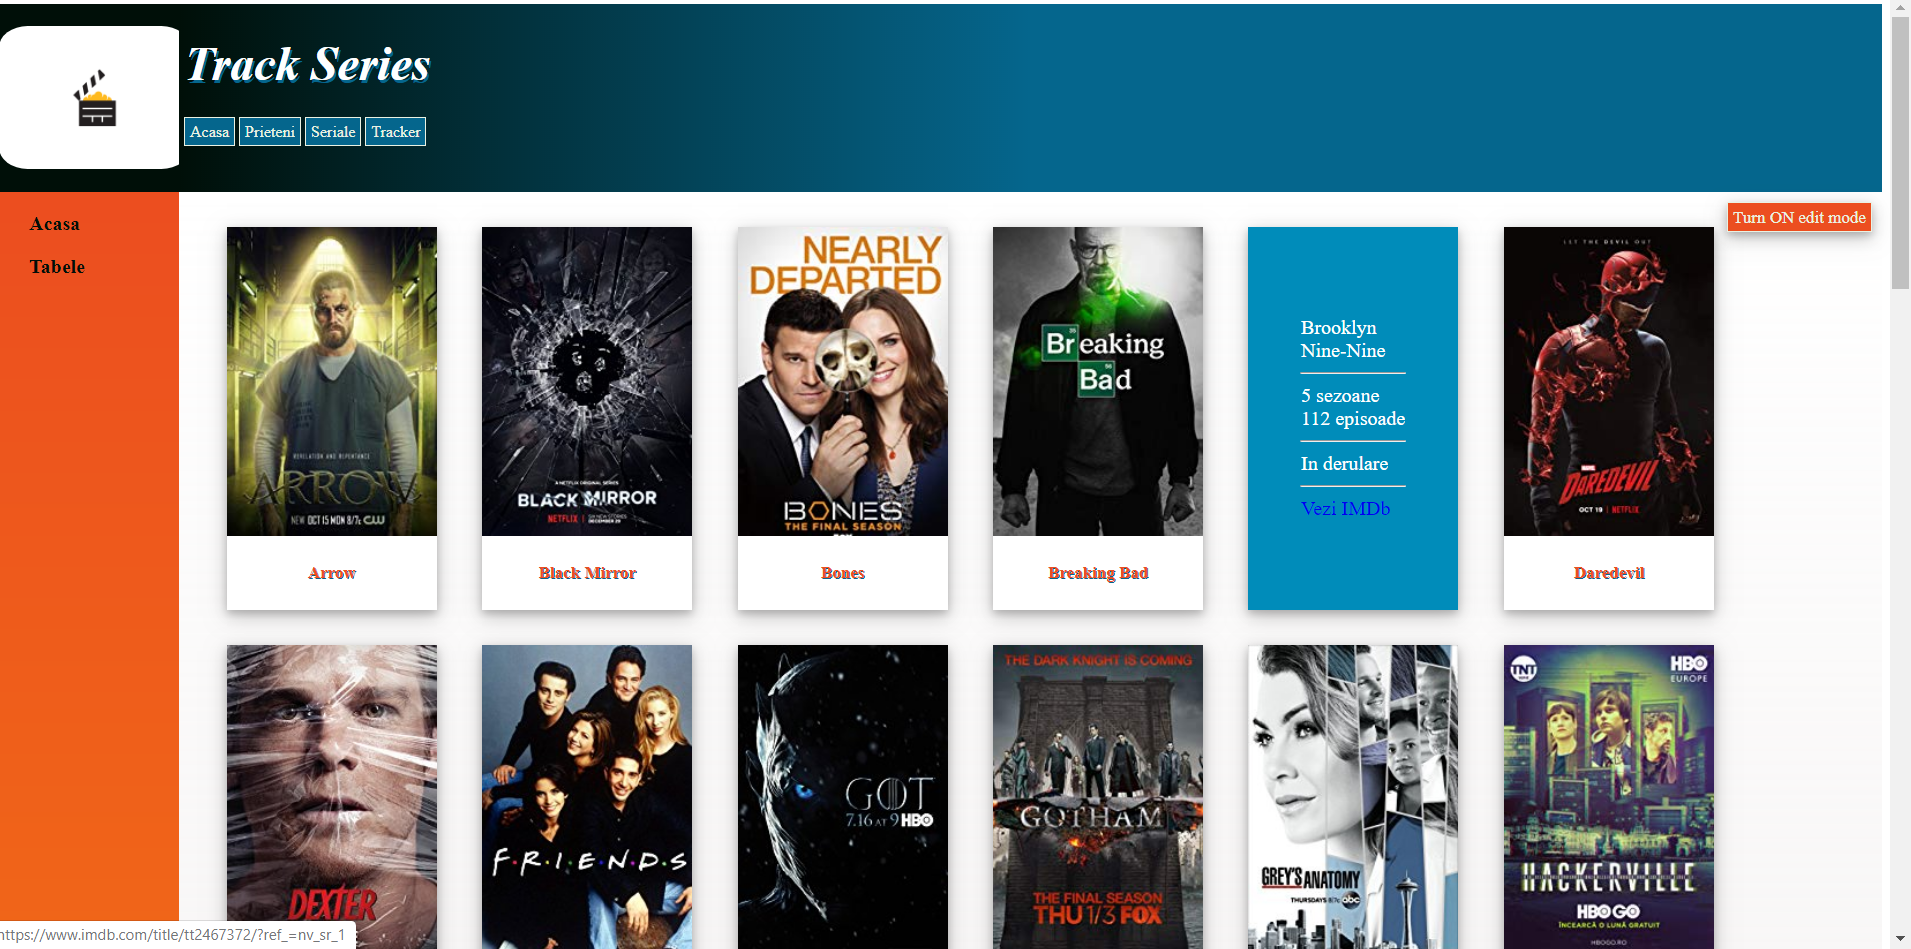 Track Series
Acasa
Prieteni
Seriale
Tracker
Acasa
Tabele
Turn ON edit mode
REVELATION AND REPENTANCE
ARROW
NEW OCT 15 MON 8/7c CW
Arrow
A NETFLIX ORIGINAL SERIES
BLACK MIRROR
NETFLIX
DECEMBER 29
Black Mirror
NEARLY
DEPARTED
BONES
THE FINAL SEASON
Bones
Breaking
Bad
Breaking Bad
Brooklyn
Nine-Nine
5 sezoane
112 episoade
In derulare
Vezi IMDb
LET THE DEVIL OUT
MARVEL
DAREDEVIL
OCT 19 | NETFLIX
Daredevil
DEXTER
F·R·I·E·N·D·S
GOT
7.16 AT 9 HBO
THE DARK KNIGHT IS COMING
GOTHAM
THE FINAL SEASON
THU 1/3 FOX
GREY'S ANATOMY
THURSDAYS 8|7c abc
TNT
HBO
EUROPE
HACKERVILLE
HBO GO
ÎNCEARCĂ O LUNĂ GRATUIT
HBOGO.RO
https://www.imdb.com/title/tt2467372/?ref_=nv_sr_1